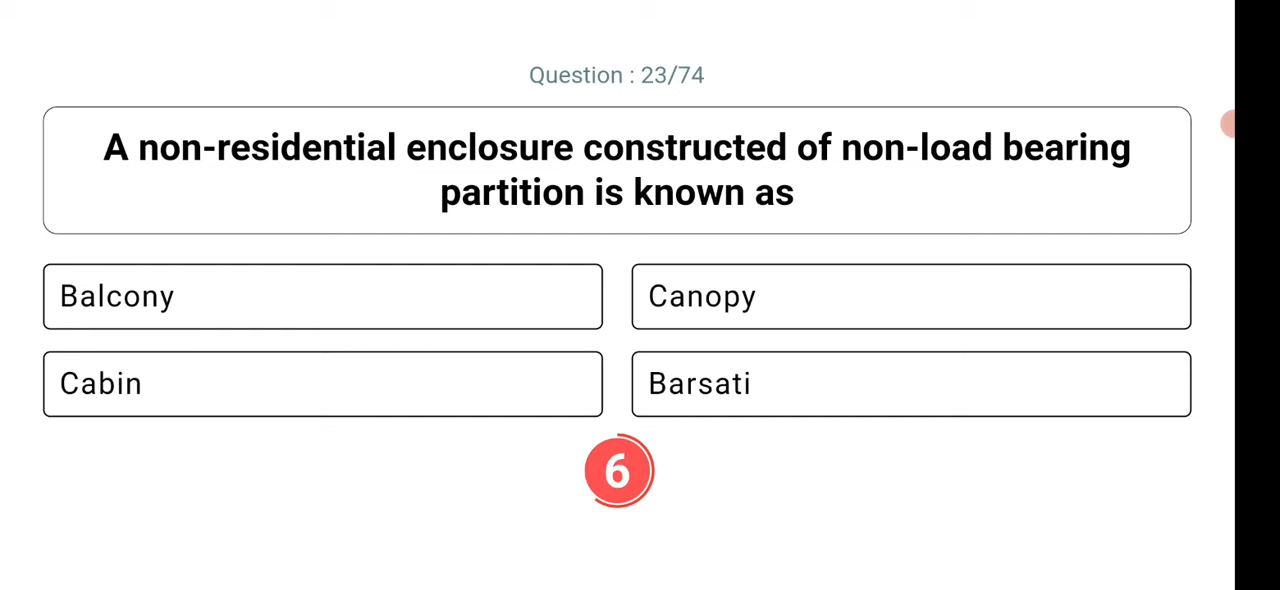 Question : 23/74
A non-residential enclosure constructed of non-load bearing
partition is known as
Balcony
Canopy
Cabin
Barsati
6